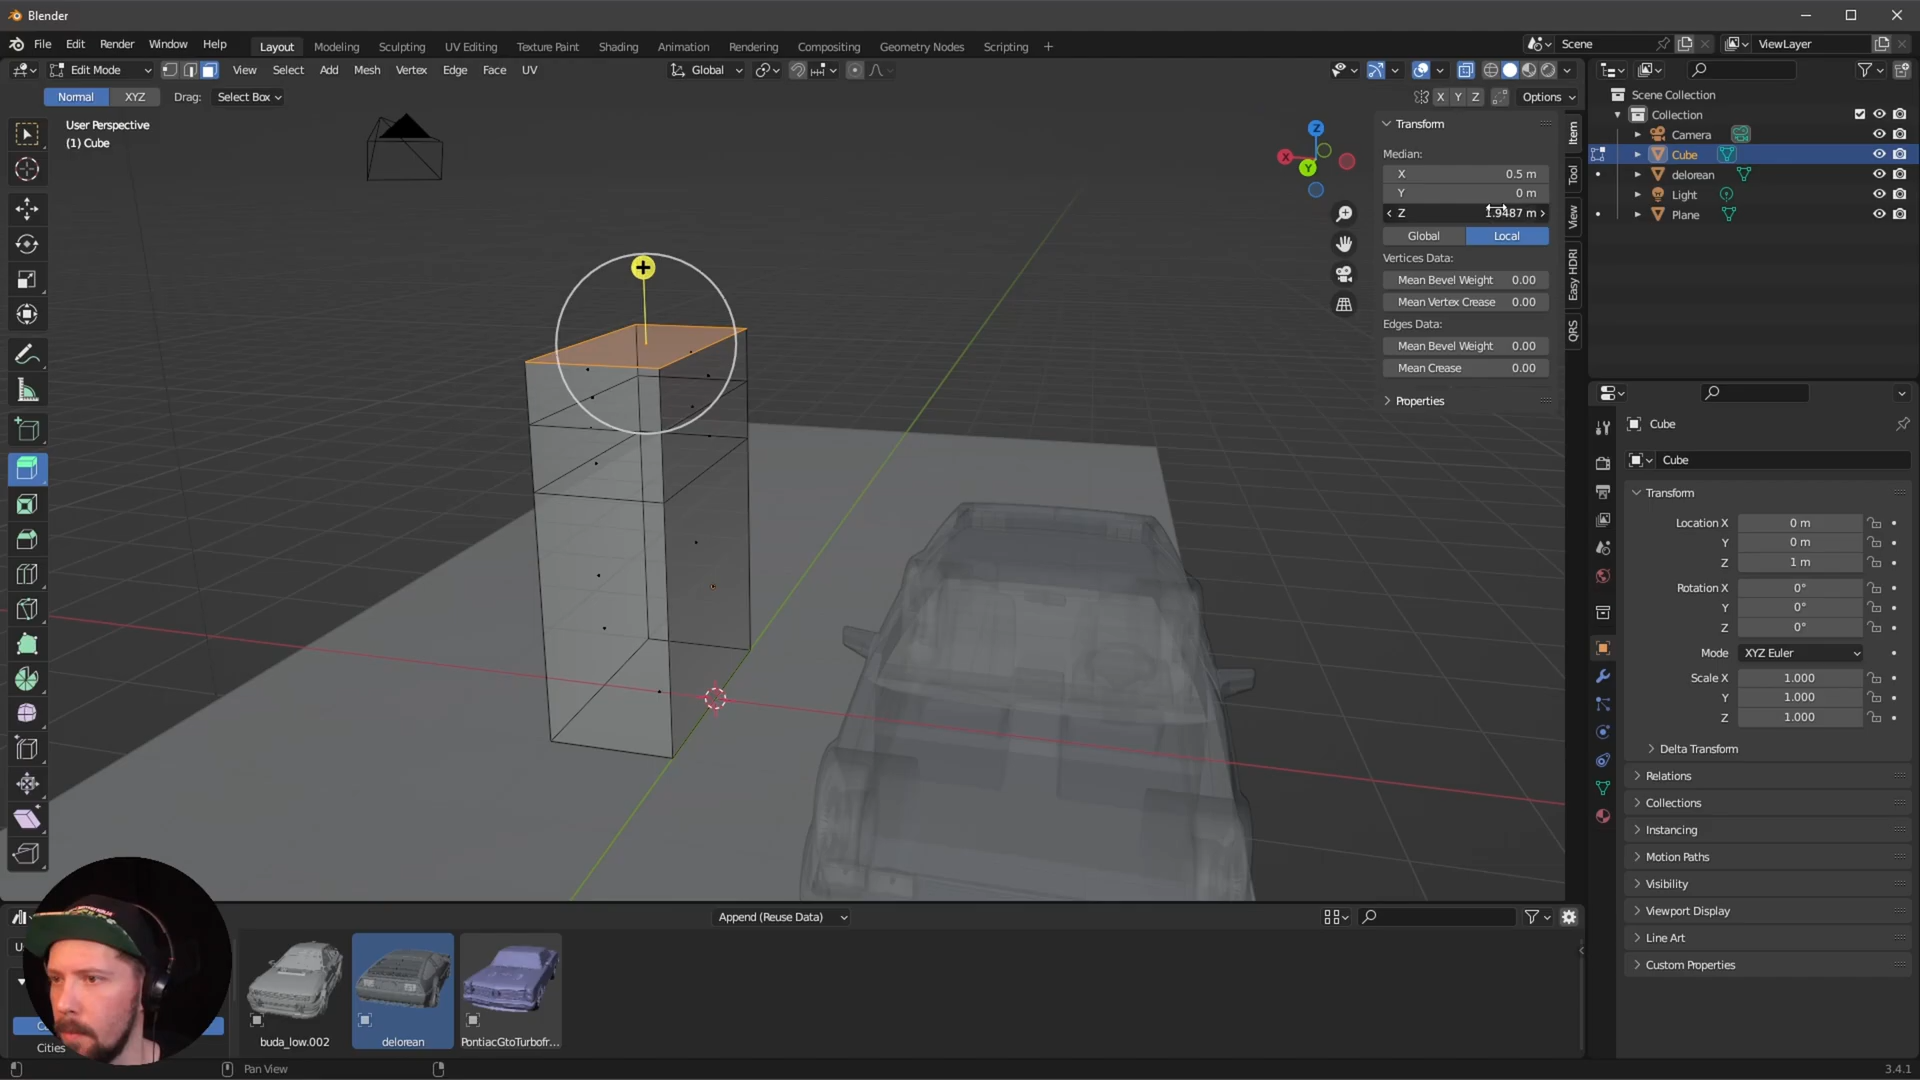 Blender
File Edit Render Window Help
Layout Modeling Sculpting UV Editing Texture Paint Shading Animation Rendering Compositing Geometry Nodes Scripting +
Scene
ViewLayer
Edit Mode
View Select Add Mesh Vertex Edge Face UV
Global
Normal XYZ Drag: Select Box
X Y Z Options
User Perspective
(1) Cube
Z
X
Y
Transform
Median:
X 0.5 m
Y 0 m
Z 1.9487 m
Global Local
Vertices Data:
Mean Bevel Weight 0.00
Mean Vertex Crease 0.00
Edges Data:
Mean Bevel Weight 0.00
Mean Crease 0.00
Properties
Item
Tool
View
Easy HDRI
QRS
Scene Collection
Collection
Camera
Cube
delorean
Light
Plane
Cube
Cube
Transform
Location X 0 m
Y 0 m
Z 1 m
Rotation X 0°
Y 0°
Z 0°
Mode XYZ Euler
Scale X 1.000
Y 1.000
Z 1.000
Delta Transform
Relations
Collections
Instancing
Motion Paths
Visibility
Viewport Display
Line Art
Custom Properties
Append (Reuse Data)
buda_low.002
delorean
PontiacGtoTurbofr...
Cities
Pan View
3.4.1